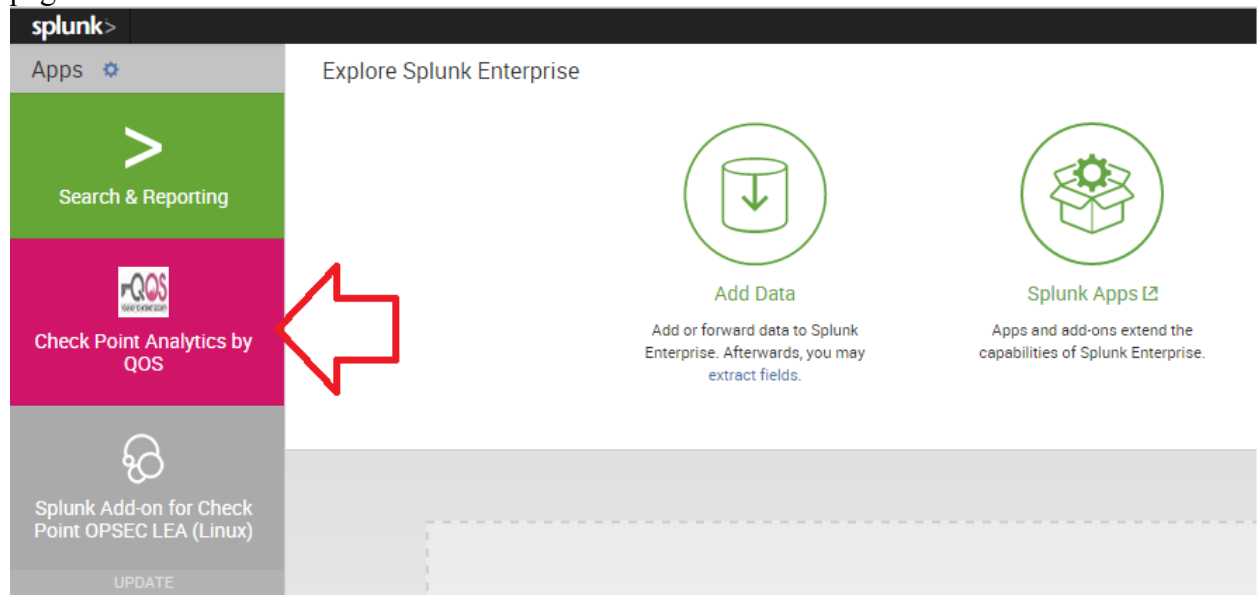 splunk>
Apps
Explore Splunk Enterprise
>
Search & Reporting
QOS
Check Point Analytics by
QOS
Add Data
Add or forward data to Splunk
Enterprise. Afterwards, you may
extract fields.
Splunk Apps
Apps and add-ons extend the
capabilities of Splunk Enterprise.
Splunk Add-on for Check
Point OPSEC LEA (Linux)
UPDATE